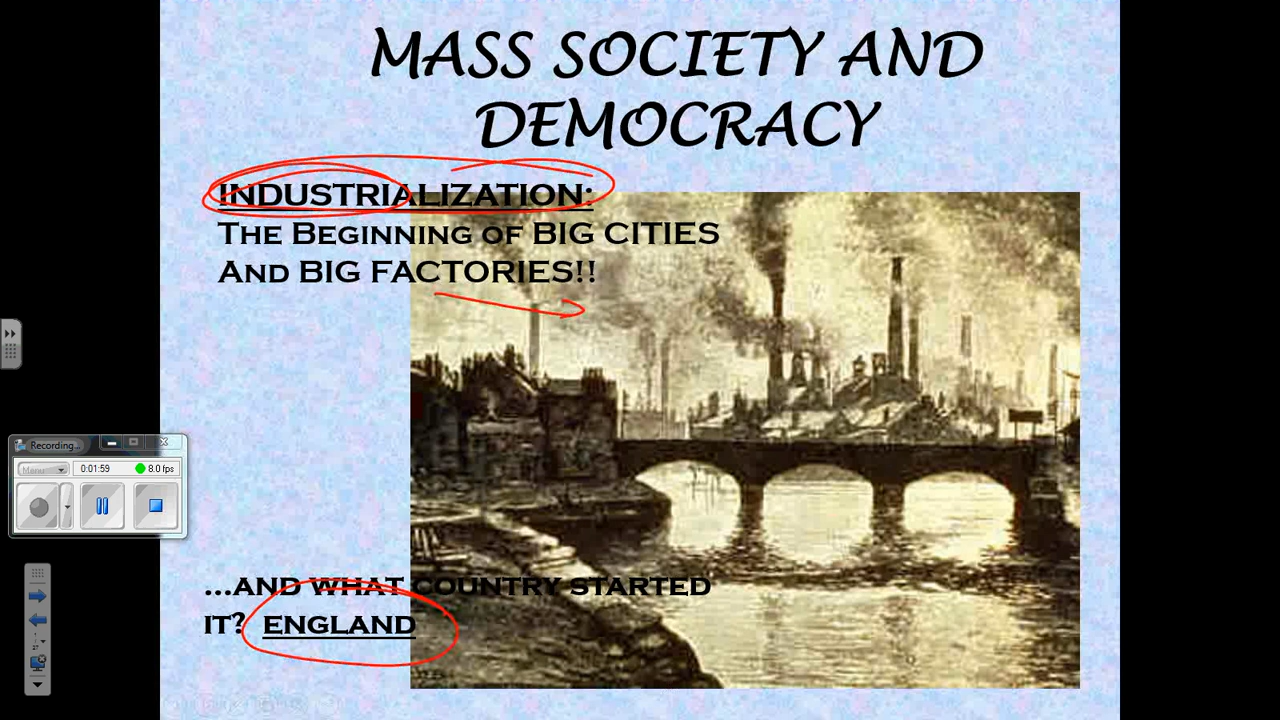 MASS SOCIETY AND
DEMOCRACY
INDUSTRIALIZATION:
THE BEGINNING OF BIG CITIES
AND BIG FACTORIES!!
Recording...
Menu
0:01:59
8.0 fps
...AND WHAT COUNTRY STARTED
IT? ENGLAND